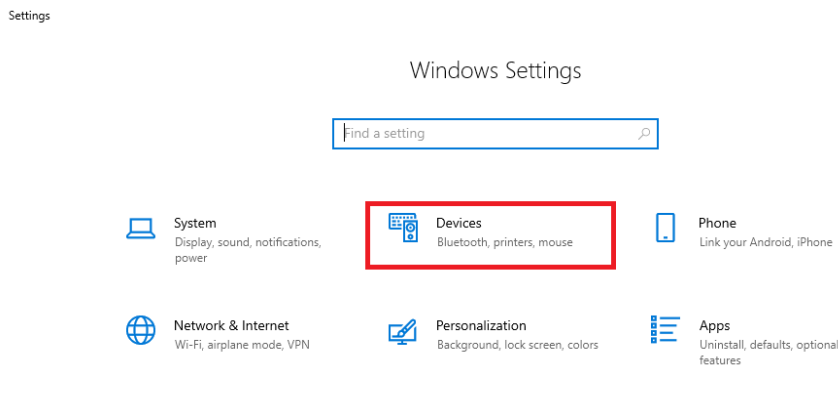 Settings
Windows Settings
Find a setting
System
Display, sound, notifications,
power
Devices
Bluetooth, printers, mouse
Phone
Link your Android, iPhone
Network & Internet
Wi-Fi, airplane mode, VPN
Personalization
Background, lock screen, colors
Apps
Uninstall, defaults, optional
features